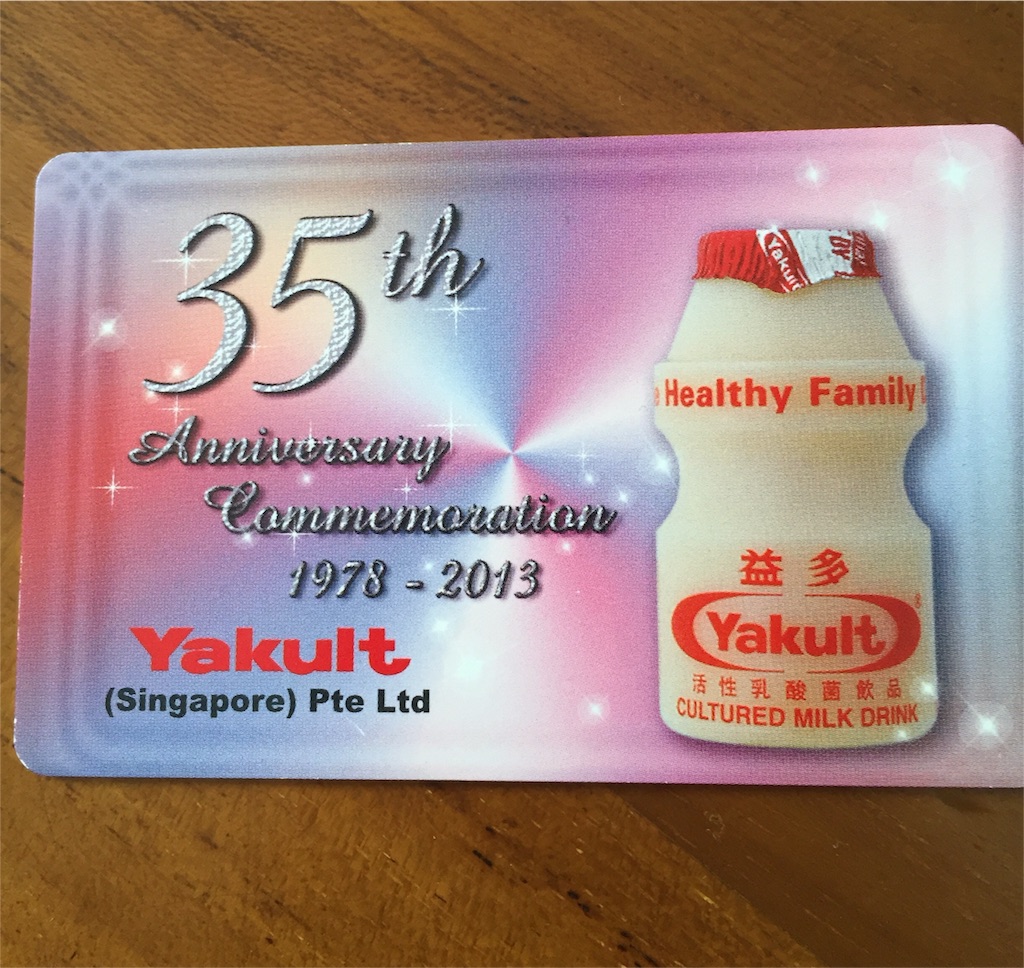 35th
Anniversary
Commemoration
1978 - 2013
Yakult
(Singapore) Pte Ltd
Yakult
Healthy Family
益多
Yakult®
活性乳酸菌飲品
CULTURED MILK DRINK